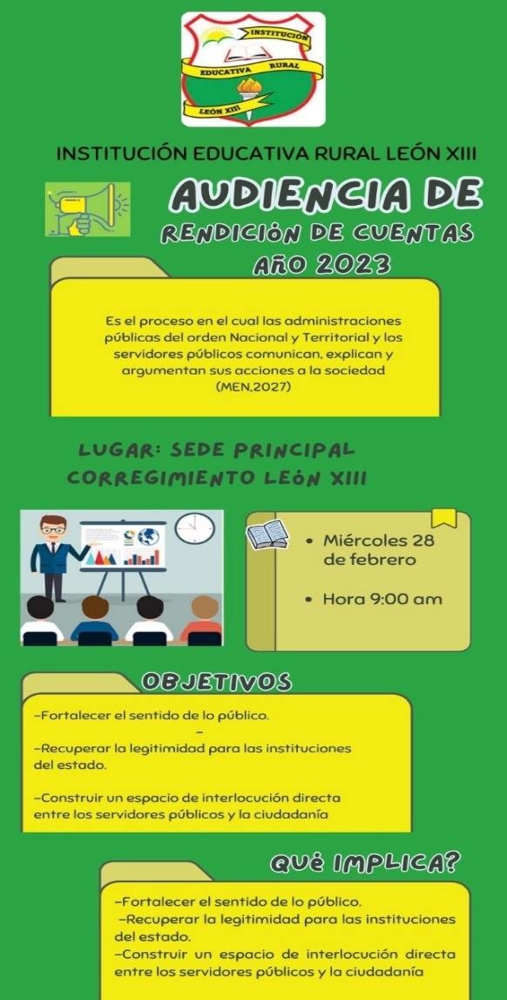 INSTITUCIÓN
EDUCATIVA RURAL
LEÓN XIII
INSTITUCIÓN EDUCATIVA RURAL LEÓN XIII
AUDIENCIA DE
RENDICIÓN DE CUENTAS
AÑO 2023
Es el proceso en el cual las administraciones
públicas del orden Nacional y Territorial y los
servidores públicos comunican, explican y
argumentan sus acciones a la sociedad
(MEN,2027)
LUGAR: SEDE PRINCIPAL
CORREGIMIENTO LEÓN XIII
• Miércoles 28
de febrero
• Hora 9:00 am
OBJETIVOS
-Fortalecer el sentido de lo público.
-
-Recuperar la legitimidad para las instituciones
del estado.
-Construir un espacio de interlocución directa
entre los servidores públicos y la ciudadanía
QUÉ IMPLICA?
-Fortalecer el sentido de lo público.
-Recuperar la legitimidad para las instituciones
del estado.
-Construir un espacio de interlocución directa
entre los servidores públicos y la ciudadanía